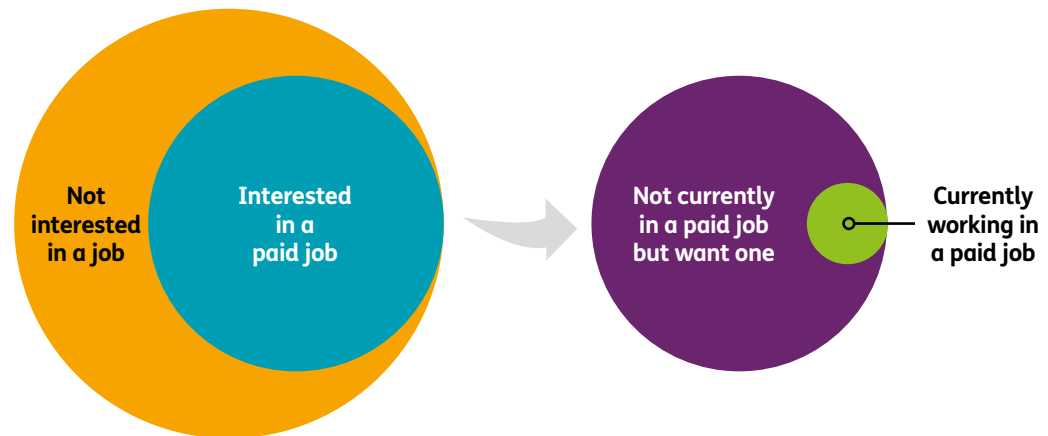 Not
interested
in a job
Interested
in a
paid job
Not currently
in a paid job
but want one
Currently
working in
a paid job